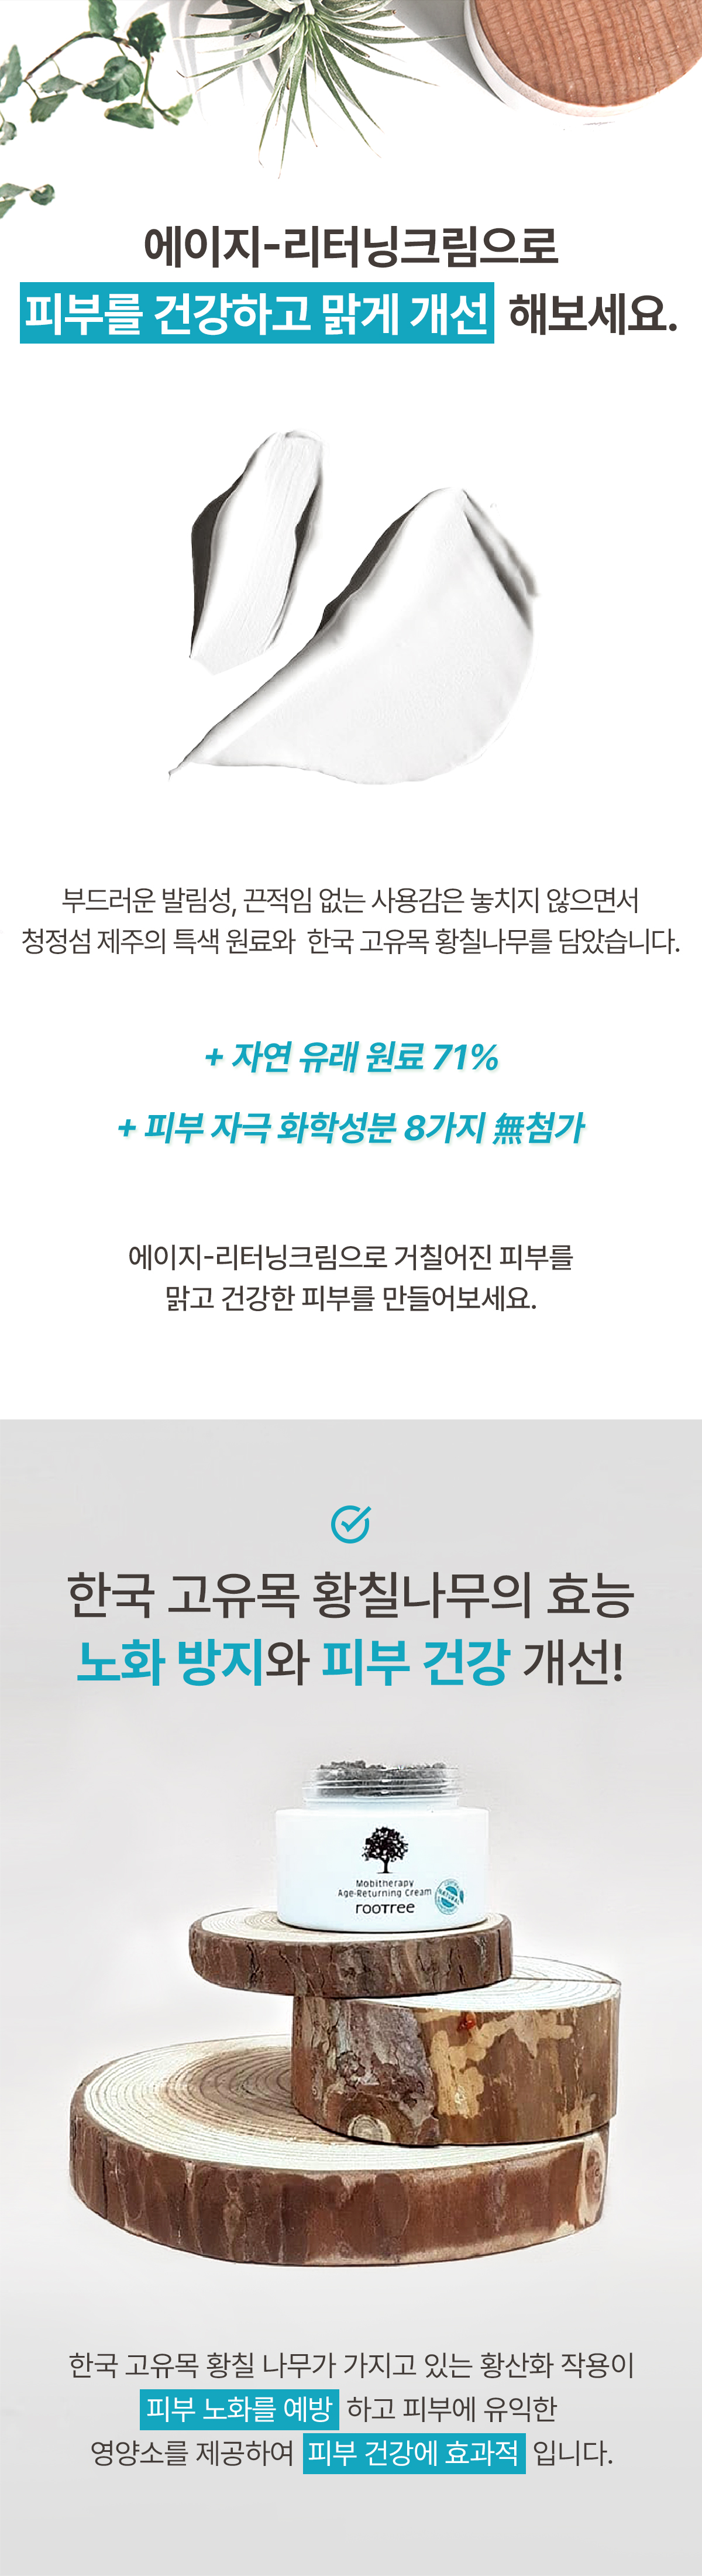 에이지-리터닝크림으로
피부를 건강하고 맑게 개선 해보세요.
부드러운 발림성, 끈적임 없는 사용감은 놓치지 않으면서
청정섬 제주의 특색 원료와 한국 고유목 황칠나무를 담았습니다.
+ 자연 유래 원료 71%
+ 피부 자극 화학성분 8가지 無첨가
에이지-리터닝크림으로 거칠어진 피부를
맑고 건강한 피부를 만들어보세요.
한국 고유목 황칠나무의 효능
노화 방지와 피부 건강 개선!
Mobitherapy
Age-Returning Cream
rooTree
NATURAL
한국 고유목 황칠 나무가 가지고 있는 황산화 작용이
피부 노화를 예방 하고 피부에 유익한
영양소를 제공하여 피부 건강에 효과적 입니다.